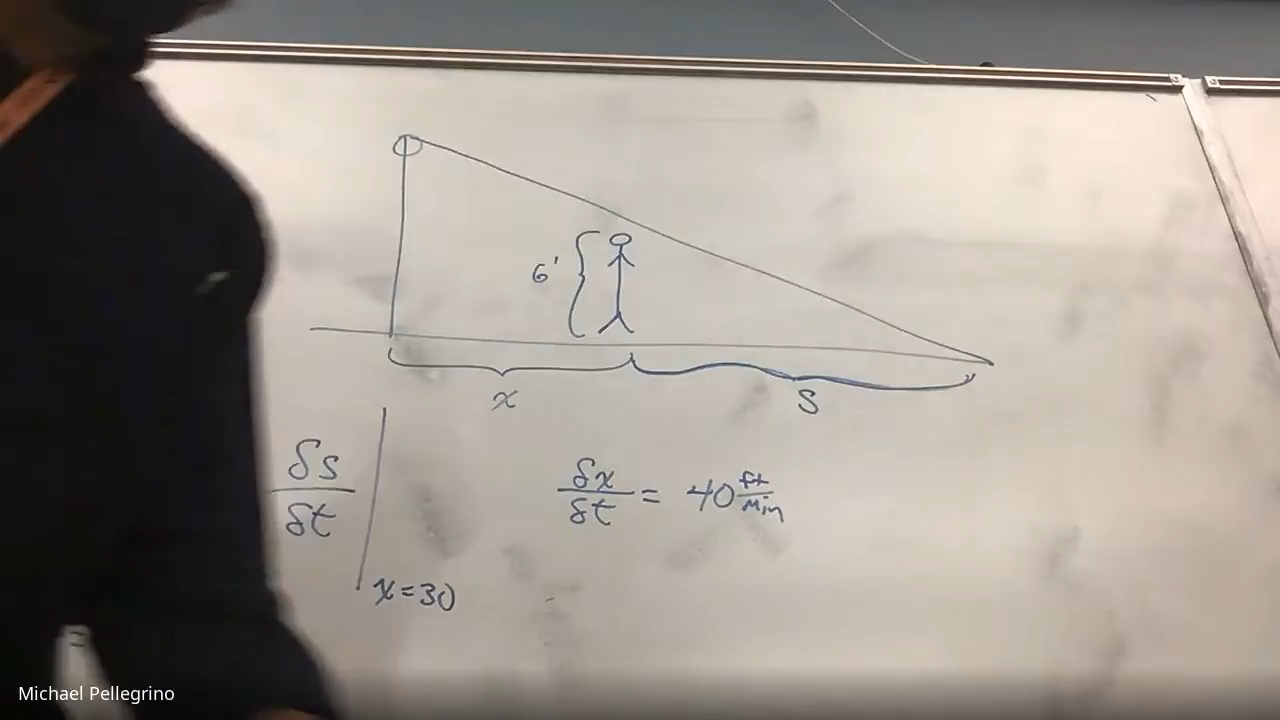 6'
x
S
δs
δt
x=30
δx
δt
= 40 ft
min
Michael Pellegrino